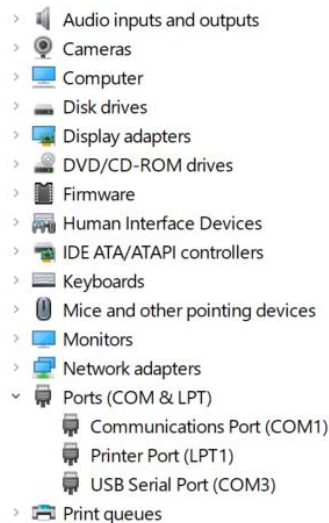 Audio inputs and outputs
Cameras
Computer
Disk drives
Display adapters
DVD/CD-ROM drives
Firmware
Human Interface Devices
IDE ATA/ATAPI controllers
Keyboards
Mice and other pointing devices
Monitors
Network adapters
Ports (COM & LPT)
Communications Port (COM1)
Printer Port (LPT1)
USB Serial Port (COM3)
Print queues